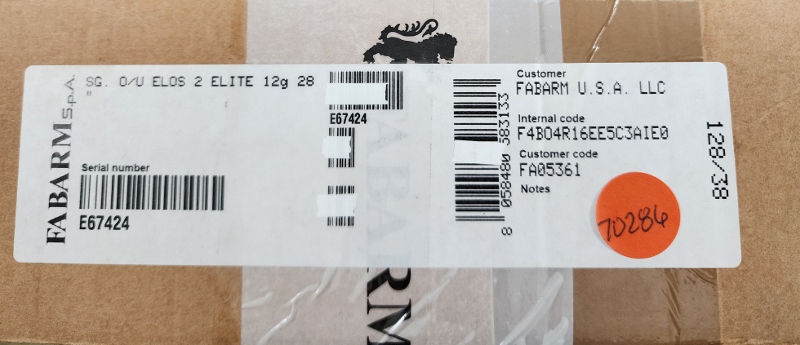 FABARM S.p.A.
SG. O/U ELOS 2 ELITE 12g 28
"
Serial number
E67424
E67424
8 058480 383133
Customer
FABARM U.S.A. LLC
Internal code
F4B04R16EE5C3AIE0
Customer code
FA05361
Notes
70286
128/38
FABARM